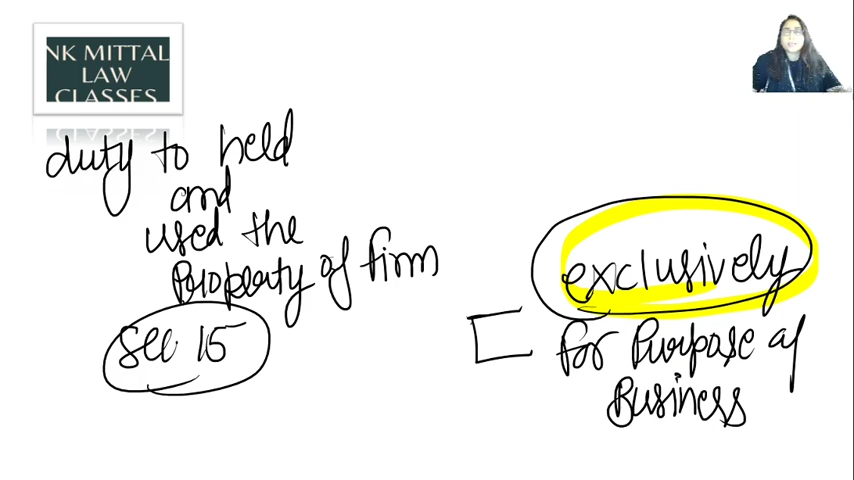 NK MITTAL
LAW
CLASSES
duty to held
and
used the
Property of firm
Sec 15
exclusively
for Purpose of
Business